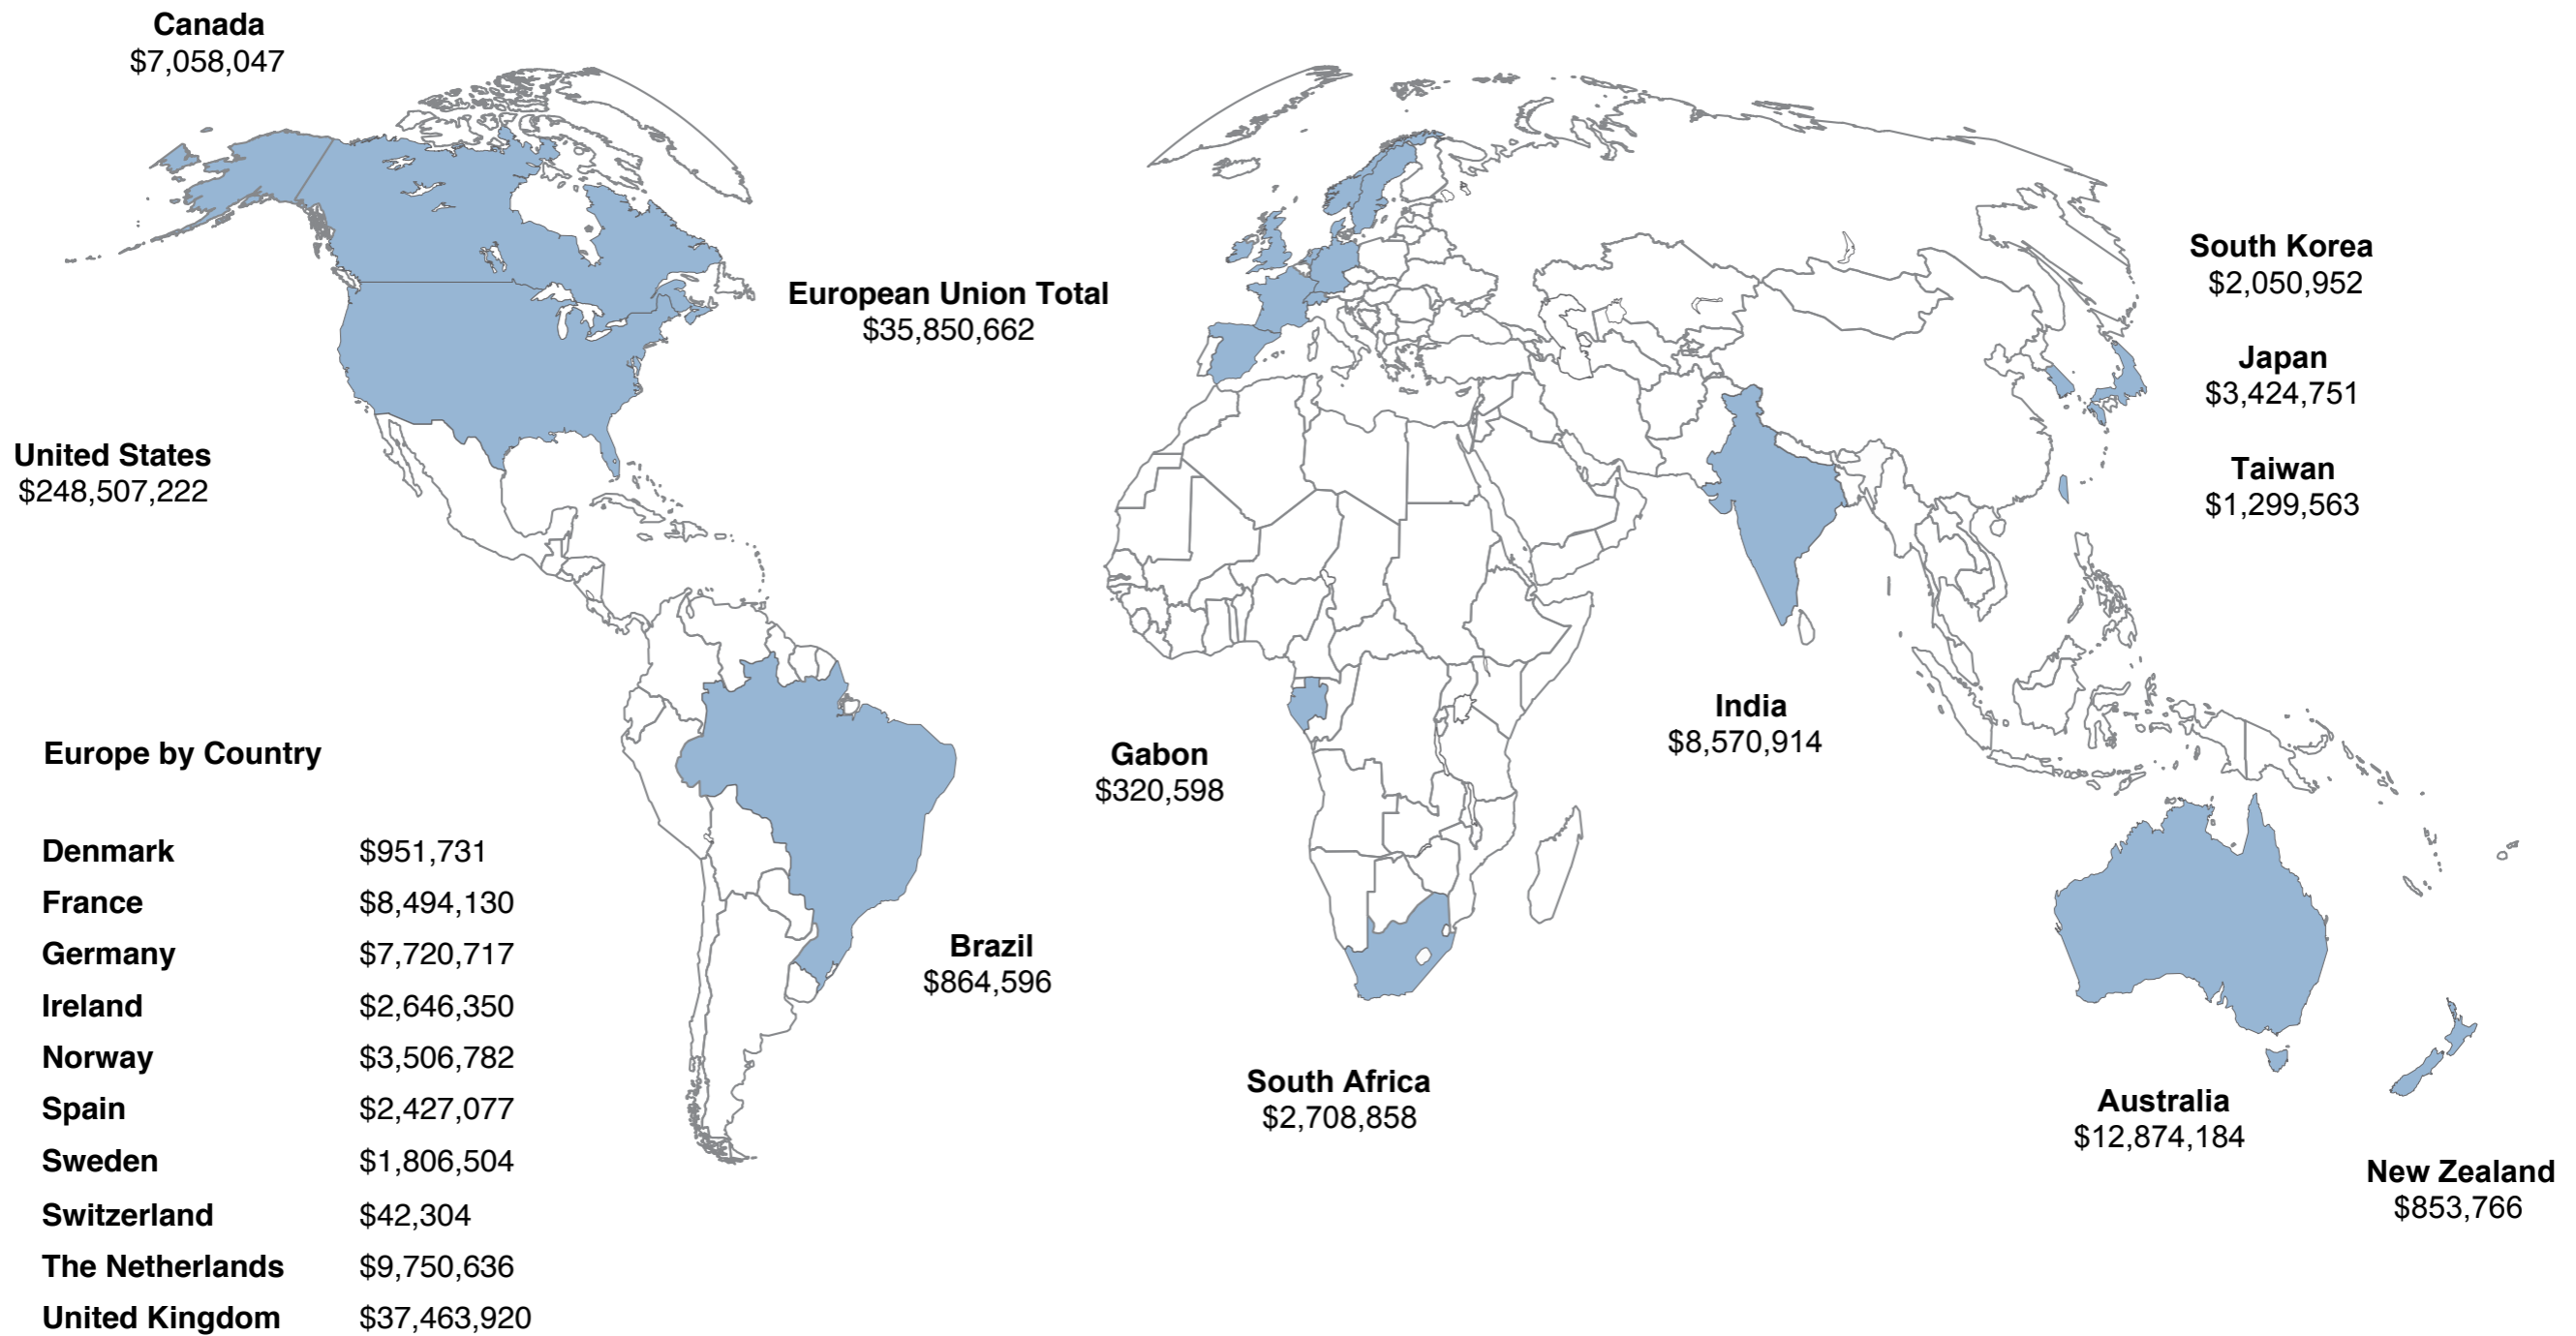 Canada
$7,058,047
European Union Total
$35,850,662
South Korea
$2,050,952
Japan
$3,424,751
Taiwan
$1,299,563
United States
$248,507,222
India
$8,570,914
Gabon
$320,598
Brazil
$864,596
South Africa
$2,708,858
Australia
$12,874,184
New Zealand
$853,766
Europe by Country
Denmark $951,731
France $8,494,130
Germany $7,720,717
Ireland $2,646,350
Norway $3,506,782
Spain $2,427,077
Sweden $1,806,504
Switzerland $42,304
The Netherlands $9,750,636
United Kingdom $37,463,920